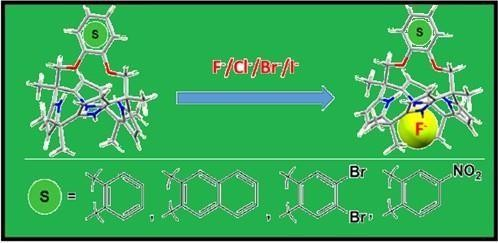 S
S
F⁻/Cl⁻/Br⁻/I⁻
F⁻
S = , , Br Br, NO₂